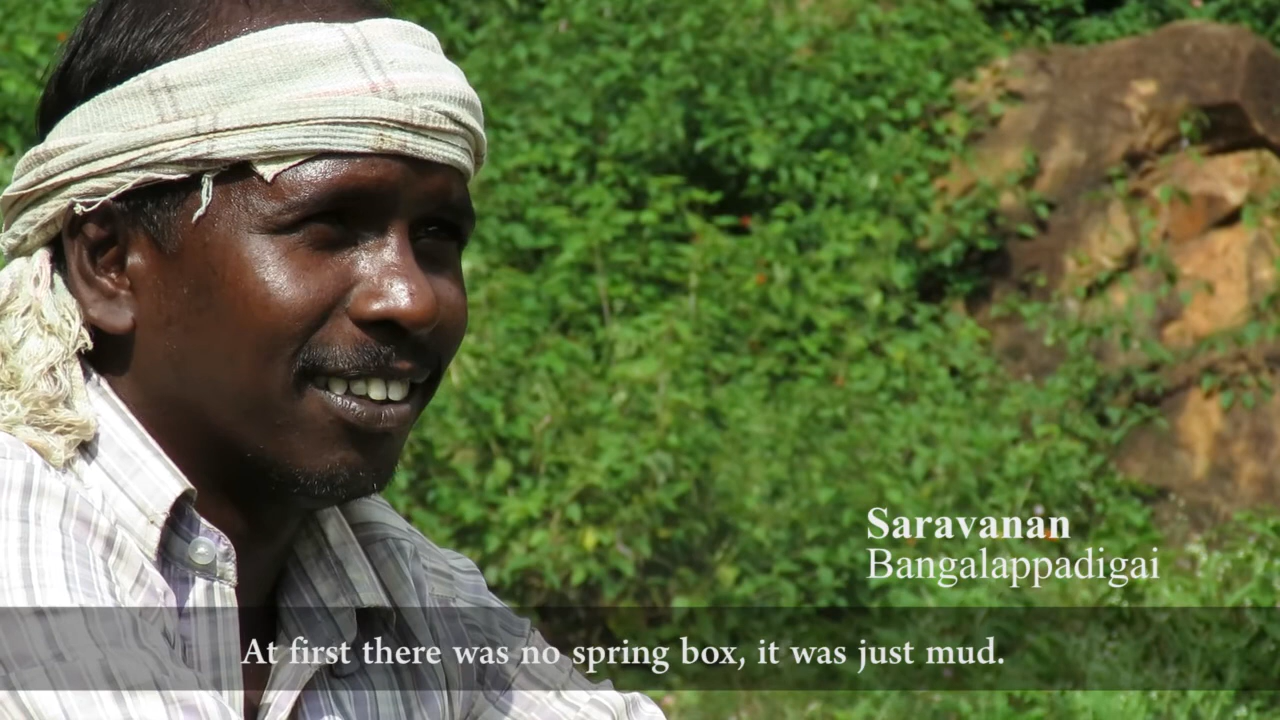 Saravanan
Bangalappadigai
At first there was no spring box, it was just mud.